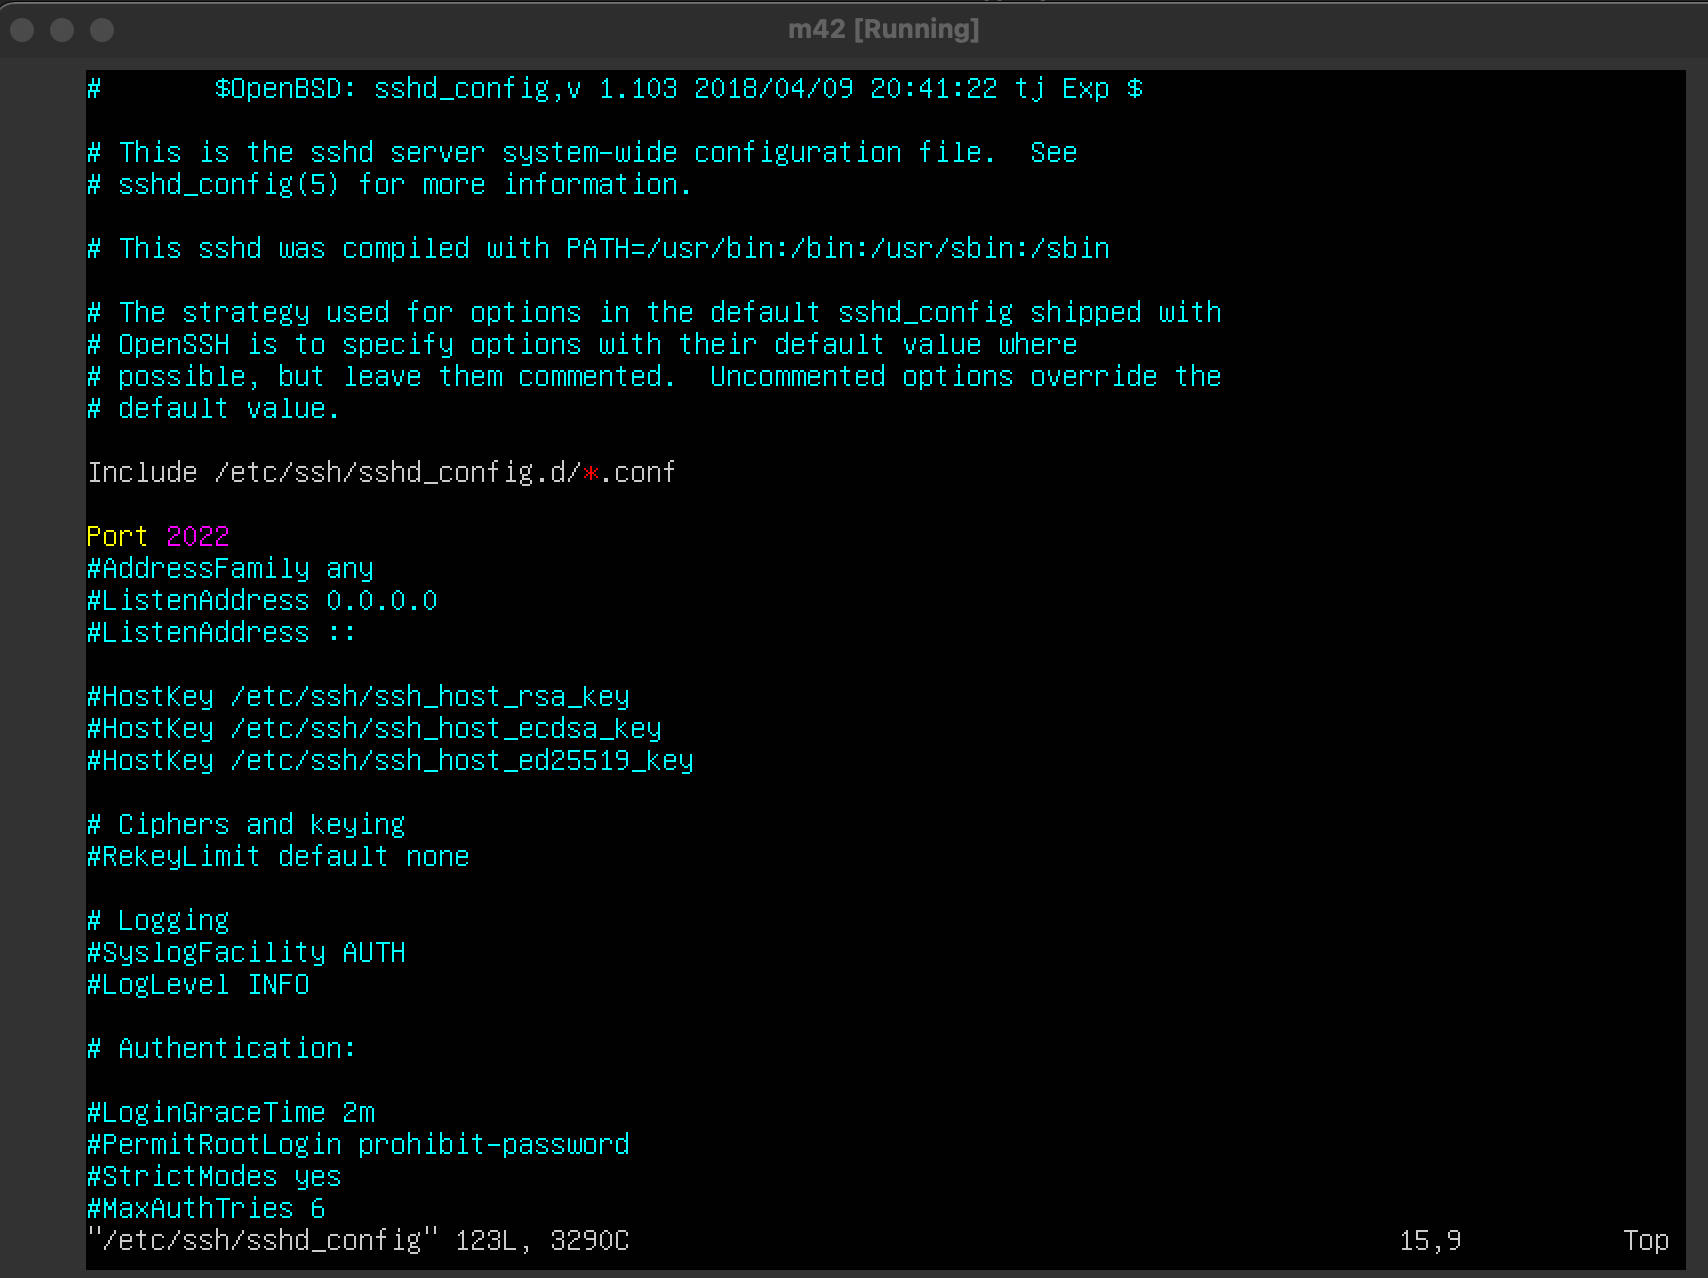 m42 [Running]
#       $OpenBSD: sshd_config,v 1.103 2018/04/09 20:41:22 tj Exp $
# This is the sshd server system-wide configuration file.  See
# sshd_config(5) for more information.
# This sshd was compiled with PATH=/usr/bin:/bin:/usr/sbin:/sbin
# The strategy used for options in the default sshd_config shipped with
# OpenSSH is to specify options with their default value where
# possible, but leave them commented.  Uncommented options override the
# default value.
Include /etc/ssh/sshd_config.d/*.conf
Port 2022
#AddressFamily any
#ListenAddress 0.0.0.0
#ListenAddress ::
#HostKey /etc/ssh/ssh_host_rsa_key
#HostKey /etc/ssh/ssh_host_ecdsa_key
#HostKey /etc/ssh/ssh_host_ed25519_key
# Ciphers and keying
#RekeyLimit default none
# Logging
#SyslogFacility AUTH
#LogLevel INFO
# Authentication:
#LoginGraceTime 2m
#PermitRootLogin prohibit-password
#StrictModes yes
#MaxAuthTries 6
"/etc/ssh/sshd_config" 123L, 3290C 15,9 Top